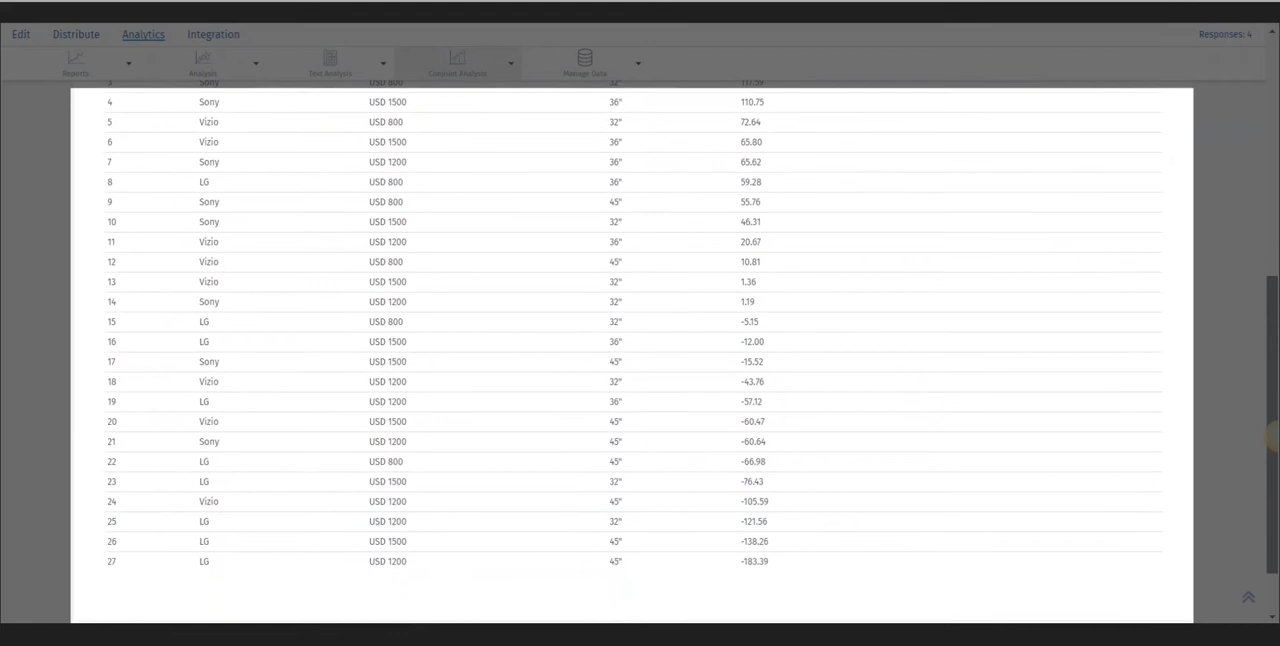 Edit Distribute Analytics Integration Responses: 4
Reports Analysis Text Analysis Conjoint Analysis Manage Data
3 Sony USD 800 32" 117.59
4 Sony USD 1500 36" 110.75
5 Vizio USD 800 32" 72.64
6 Vizio USD 1500 36" 65.80
7 Sony USD 1200 36" 65.62
8 LG USD 800 36" 59.28
9 Sony USD 800 45" 55.76
10 Sony USD 1500 32" 46.31
11 Vizio USD 1200 36" 20.67
12 Vizio USD 800 45" 10.81
13 Vizio USD 1500 32" 1.36
14 Sony USD 1200 32" 1.19
15 LG USD 800 32" -5.15
16 LG USD 1500 36" -12.00
17 Sony USD 1500 45" -15.52
18 Vizio USD 1200 32" -43.76
19 LG USD 1200 36" -57.12
20 Vizio USD 1500 45" -60.47
21 Sony USD 1200 45" -60.64
22 LG USD 800 45" -66.98
23 LG USD 1500 32" -76.43
24 Vizio USD 1200 45" -105.59
25 LG USD 1200 32" -121.56
26 LG USD 1500 45" -138.26
27 LG USD 1200 45" -183.39